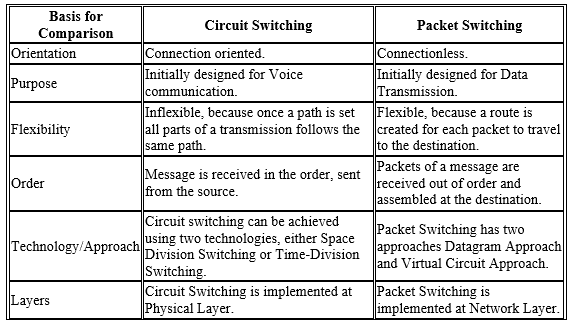 Basis for
Comparison
Circuit Switching
Packet Switching
Orientation
Connection oriented.
Connectionless.
Purpose
Initially designed for Voice
communication.
Initially designed for Data
Transmission.
Flexibility
Inflexible, because once a path is set
all parts of a transmission follows the
same path.
Flexible, because a route is
created for each packet to travel
to the destination.
Order
Message is received in the order, sent
from the source.
Packets of a message are
received out of order and
assembled at the destination.
Technology/Approach
Circuit switching can be achieved
using two technologies, either Space
Division Switching or Time-Division
Switching.
Packet Switching has two
approaches Datagram Approach
and Virtual Circuit Approach.
Layers
Circuit Switching is implemented at
Physical Layer.
Packet Switching is
implemented at Network Layer.